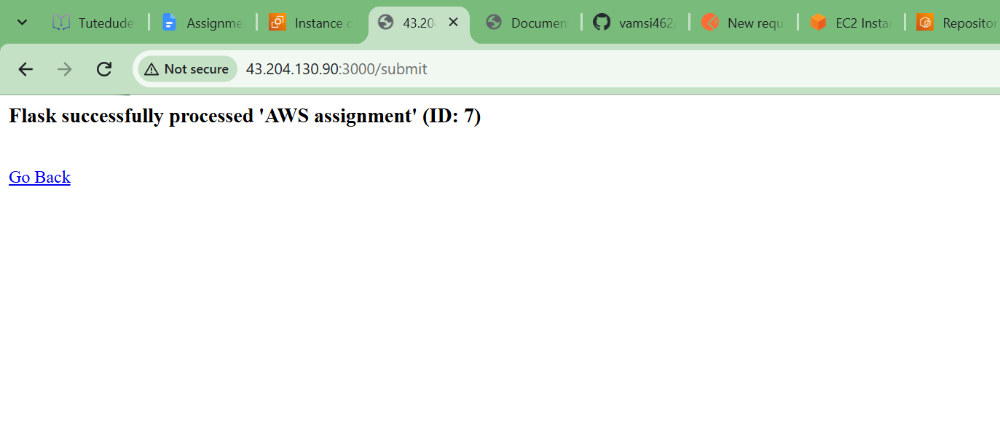 Tutedude
Assignme
Instance c
43.20
Documen
vamsi462/
New requ
EC2 Instan
Repositor
Not secure
43.204.130.90:3000/submit
Flask successfully processed 'AWS assignment' (ID: 7)
Go Back